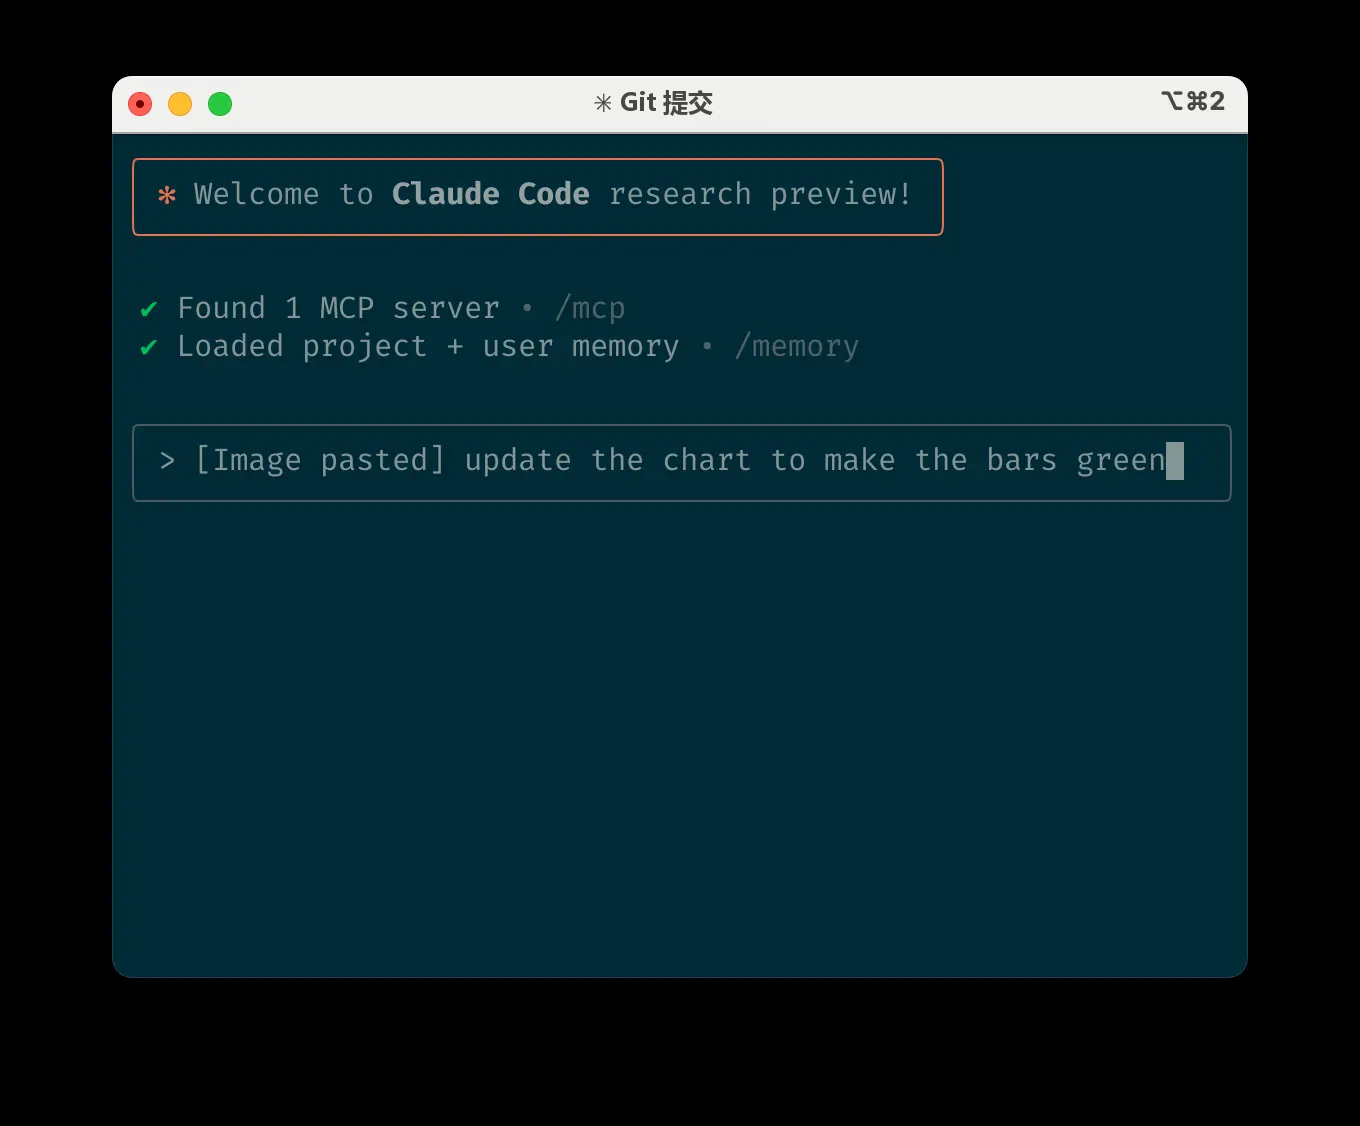 ✳ Git 提交
⌥⌘2
✻ Welcome to Claude Code research preview!
✔ Found 1 MCP server • /mcp
✔ Loaded project + user memory • /memory
> [Image pasted] update the chart to make the bars green